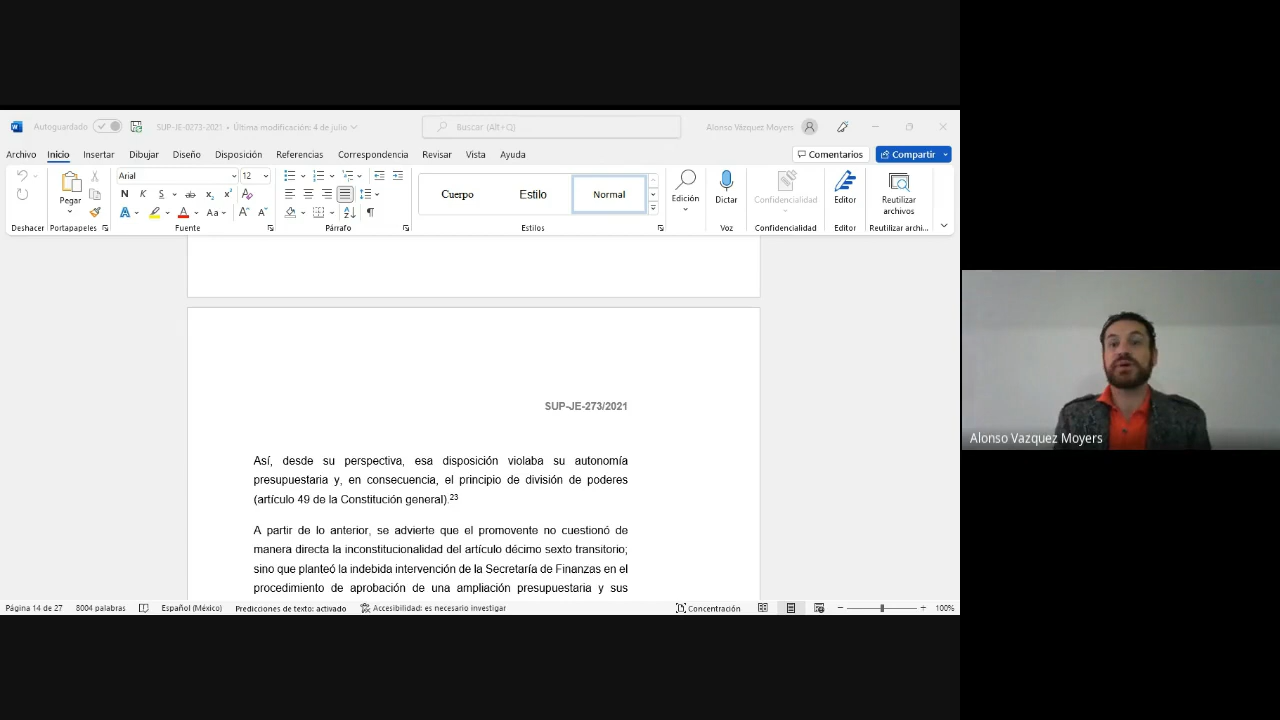 Autoguardado
SUP-JE-0273-2021 • Última modificación: 4 de julio
Buscar (Alt+Q)
Alonso Vázquez Moyers
Archivo Inicio Insertar Dibujar Diseño Disposición Referencias Correspondencia Revisar Vista Ayuda
Comentarios Compartir
Pegar
Arial 12
N K S ab x₂ x²
A A Aa A A
Cuerpo Estilo Normal
Edición Dictar Confidencialidad Editor Reutilizar
archivos
Deshacer Portapapeles Fuente Párrafo Estilos Voz Confidencialidad Editor Reutilizar archi...
SUP-JE-273/2021
Así, desde su perspectiva, esa disposición violaba su autonomía
presupuestaria y, en consecuencia, el principio de división de poderes
(artículo 49 de la Constitución general).²³
A partir de lo anterior, se advierte que el promovente no cuestionó de
manera directa la inconstitucionalidad del artículo décimo sexto transitorio;
sino que planteó la indebida intervención de la Secretaría de Finanzas en el
procedimiento de aprobación de una ampliación presupuestaria y sus
Página 14 de 27 8004 palabras Español (México) Predicciones de texto: activado Accesibilidad: es necesario investigar Concentración 100%
Alonso Vazquez Moyers